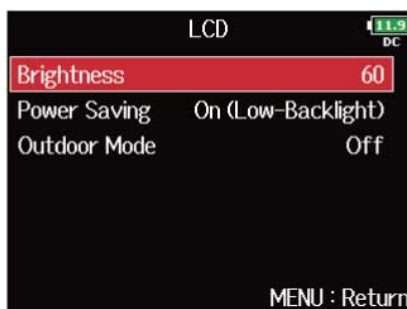 LCD
11.9
DC
Brightness 60
Power Saving On (Low-Backlight)
Outdoor Mode Off
MENU : Return